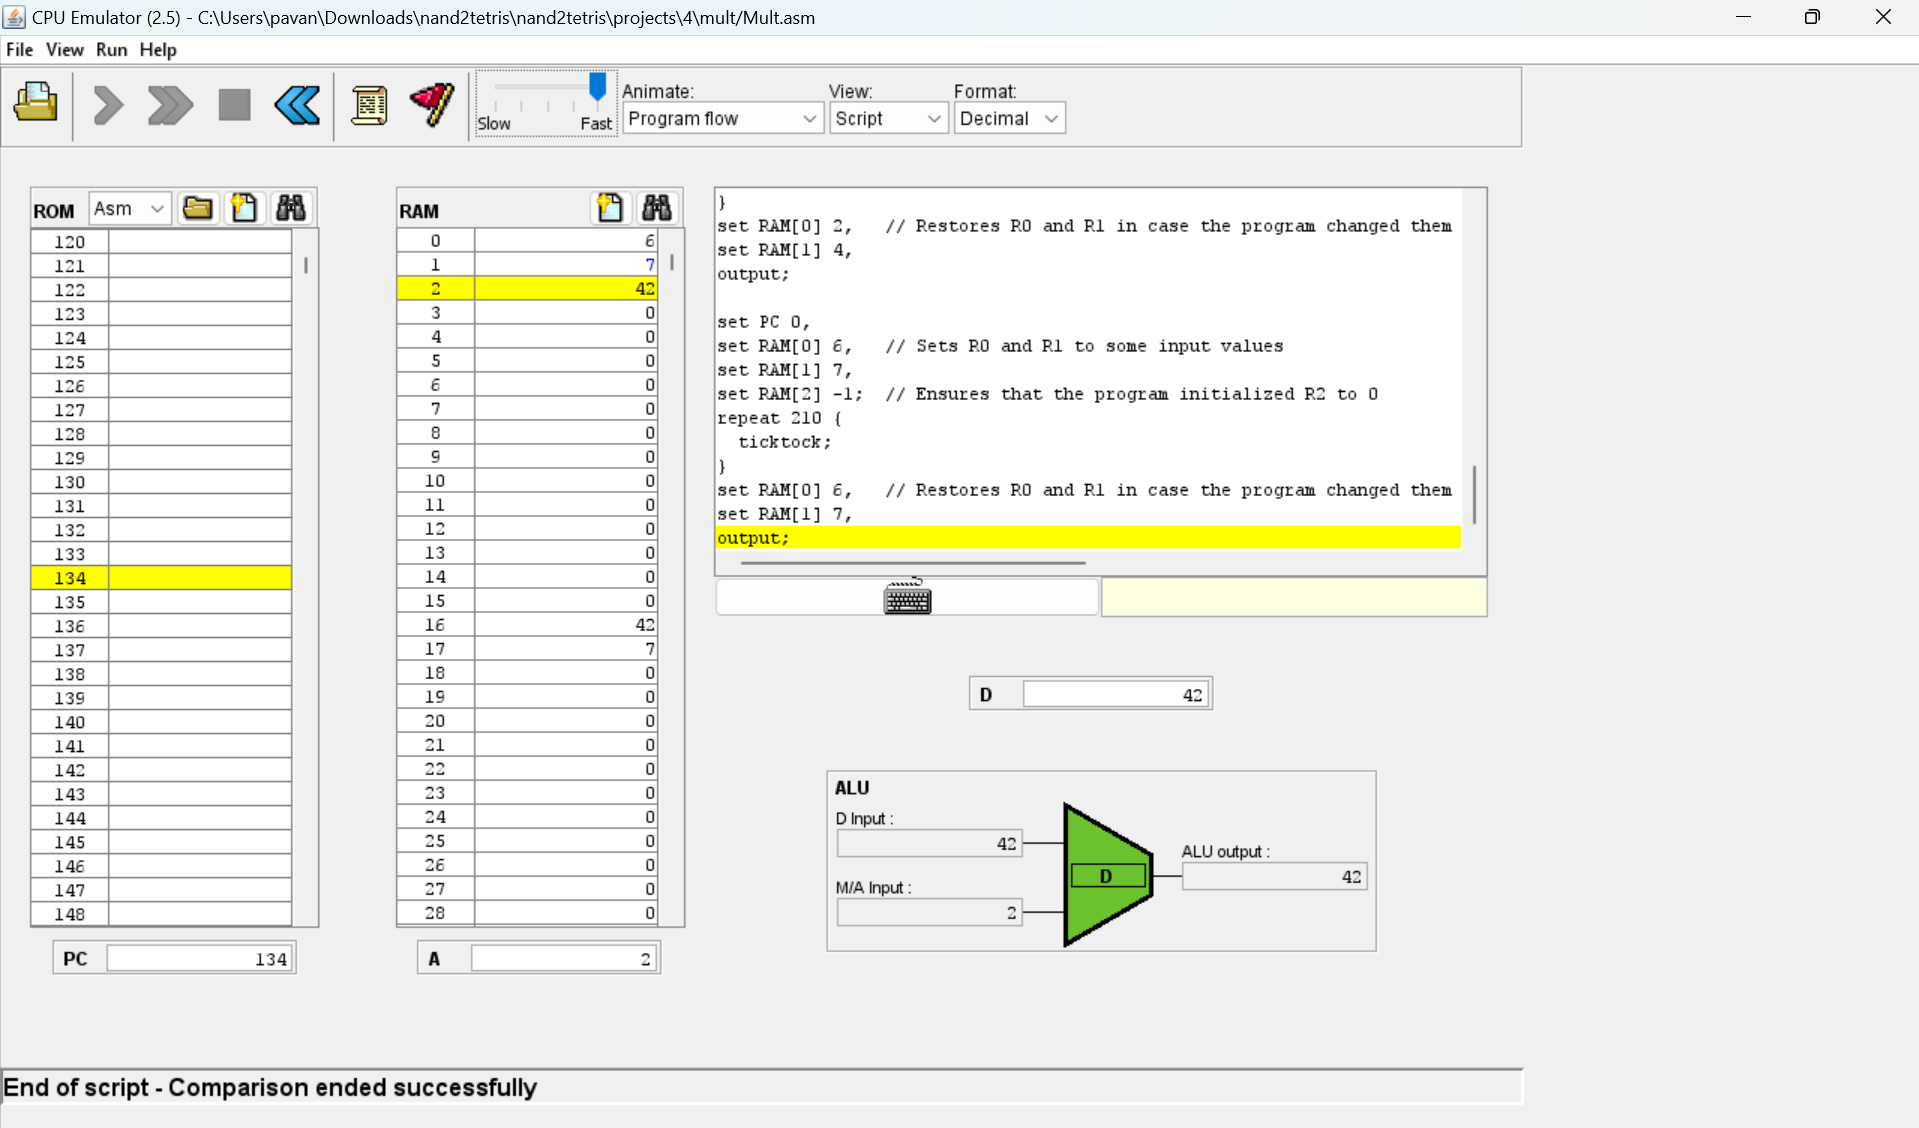 CPU Emulator (2.5) - C:\Users\pavan\Downloads\nand2tetris\nand2tetris\projects\4\mult/Mult.asm
File View Run Help
Slow Fast
Animate:
Program flow
View:
Script
Format:
Decimal
ROM Asm
120
121
122
123
124
125
126
127
128
129
130
131
132
133
134
135
136
137
138
139
140
141
142
143
144
145
146
147
148
PC 134
RAM
0 6
1 7
2 42
3 0
4 0
5 0
6 0
7 0
8 0
9 0
10 0
11 0
12 0
13 0
14 0
15 0
16 42
17 7
18 0
19 0
20 0
21 0
22 0
23 0
24 0
25 0
26 0
27 0
28 0
A 2
}
set RAM[0] 2,   // Restores R0 and R1 in case the program changed them
set RAM[1] 4,
output;
set PC 0,
set RAM[0] 6,   // Sets R0 and R1 to some input values
set RAM[1] 7,
set RAM[2] -1;  // Ensures that the program initialized R2 to 0
repeat 210 {
  ticktock;
}
set RAM[0] 6,   // Restores R0 and R1 in case the program changed them
set RAM[1] 7,
output;
D 42
ALU
D Input :
42
M/A Input :
2
D
ALU output :
42
End of script - Comparison ended successfully